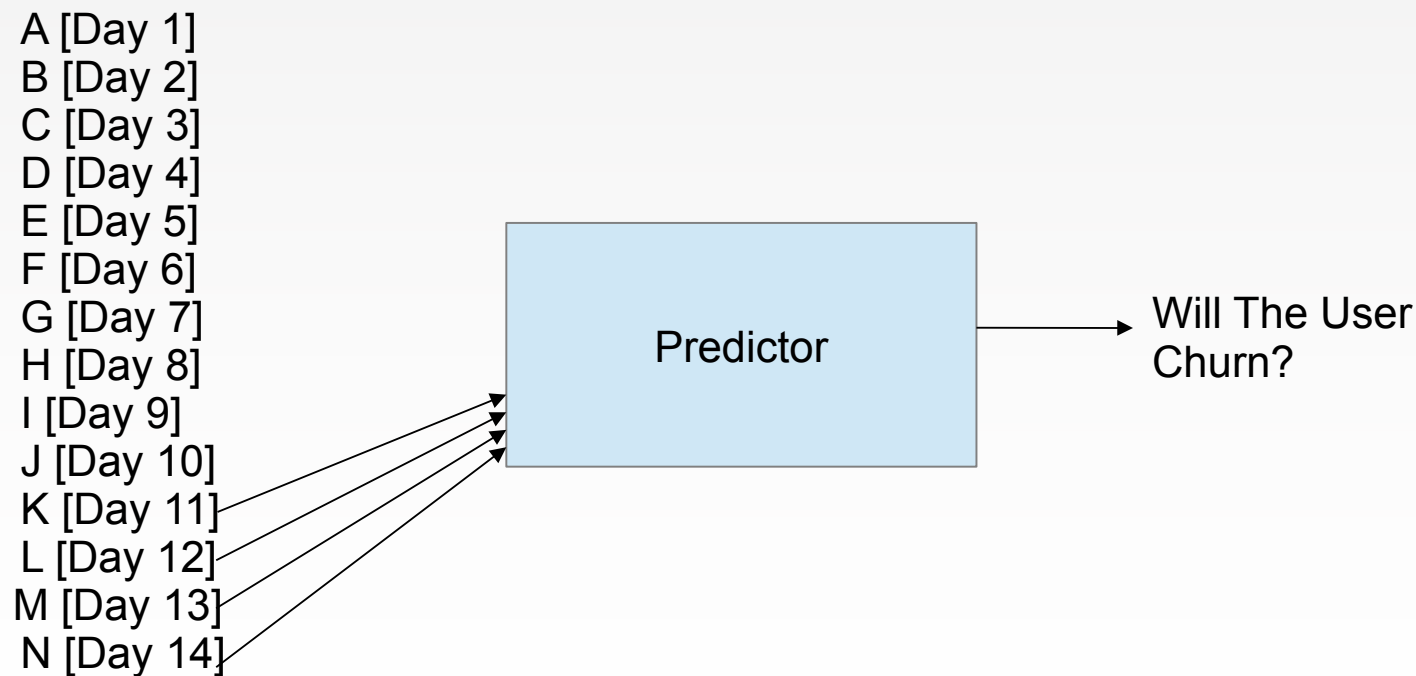 A [Day 1]
B [Day 2]
C [Day 3]
D [Day 4]
E [Day 5]
F [Day 6]
G [Day 7]
H [Day 8]
I [Day 9]
J [Day 10]
K [Day 11]
L [Day 12]
M [Day 13]
N [Day 14]
Predictor
Will The User
Churn?